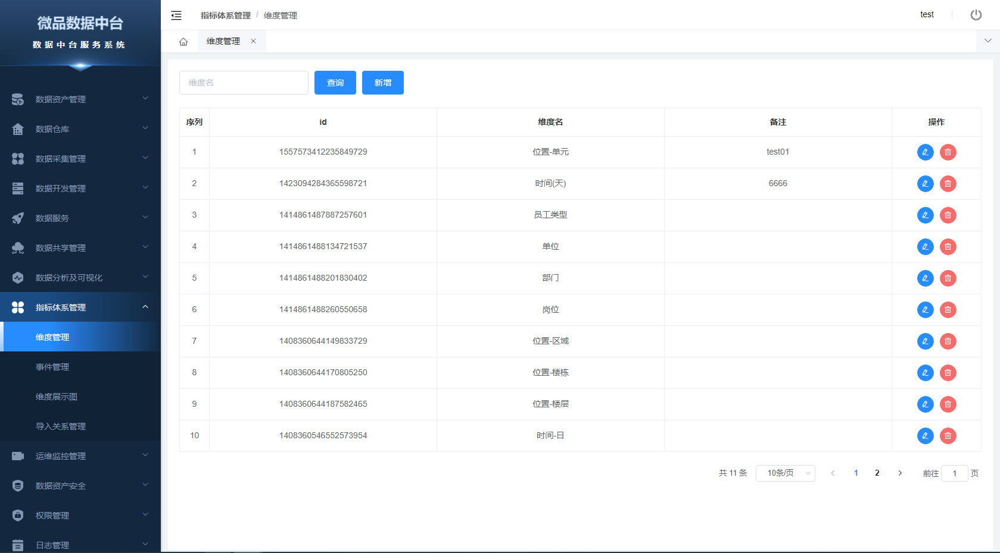 微品数据中台
数据中台服务系统
数据资产管理
数据仓库
数据采集管理
数据开发管理
数据服务
数据共享管理
数据分析及可视化
指标体系管理
维度管理
事件管理
维度展示图
导入关系管理
运维监控管理
数据资产安全
权限管理
日志管理
指标体系管理 / 维度管理
test
维度管理
维度名 查询 新增
序列 id 维度名 备注 操作
1 1557573412235849729 位置-单元 test01
2 1423094284365598721 时间(天) 6666
3 1414861487887257601 员工类型
4 1414861488134721537 单位
5 1414861488201830402 部门
6 1414861488260550658 岗位
7 1408360644149833729 位置-区域
8 1408360644170805250 位置-楼栋
9 1408360644187582465 位置-楼层
10 1408360546552573954 时间-日
共 11 条 10条/页 1 2 前往 1 页